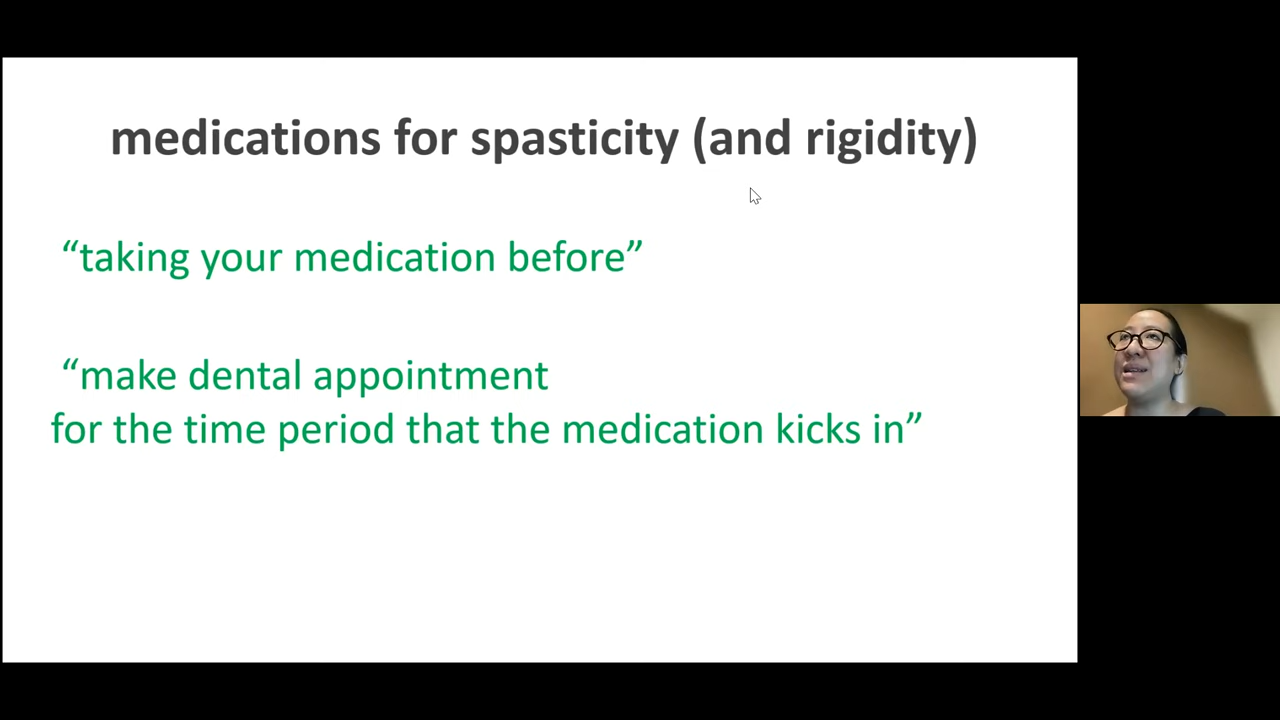 medications for spasticity (and rigidity)
“taking your medication before”
“make dental appointment
for the time period that the medication kicks in”